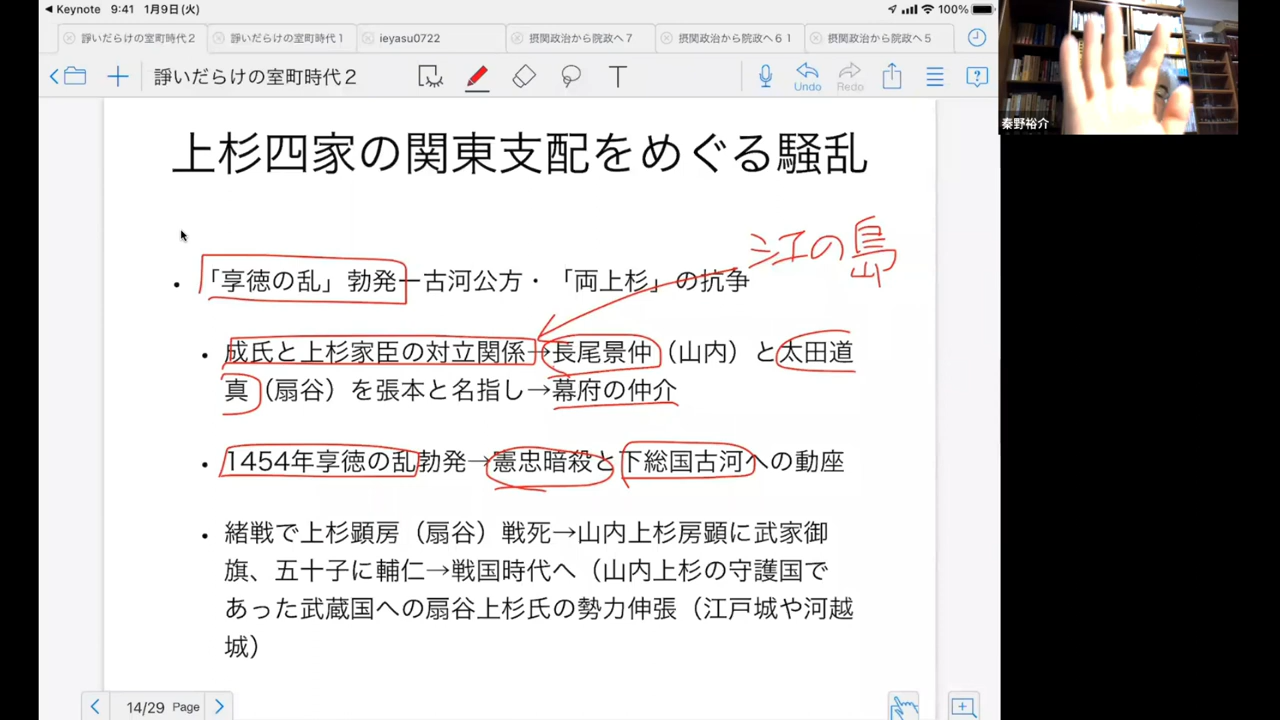 Keynote 9:41 1月9日(火) 100%
諍いだらけの室町時代2 諍いだらけの室町時代1 ieyasu0722 摂関政治から院政へ7 摂関政治から院政へ6 1 摂関政治から院政へ5
諍いだらけの室町時代2 T Undo Redo
秦野裕介
上杉四家の関東支配をめぐる騒乱
江の島
・「享徳の乱」勃発ー古河公方・「両上杉」の抗争
・成氏と上杉家臣の対立関係→長尾景仲(山内)と太田道
真(扇谷)を張本と名指し→幕府の仲介
・1454年享徳の乱勃発→憲忠暗殺と下総国古河への動座
・緒戦で上杉顕房(扇谷)戦死→山内上杉房顕に武家御
旗、五十子に輔仁→戦国時代へ(山内上杉の守護国で
あった武蔵国への扇谷上杉氏の勢力伸張(江戸城や河越
城)
14/29 Page